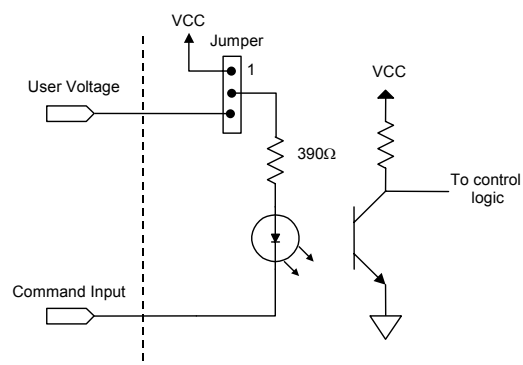 VCC
Jumper
1
User Voltage
390Ω
Command Input
VCC
To control
logic